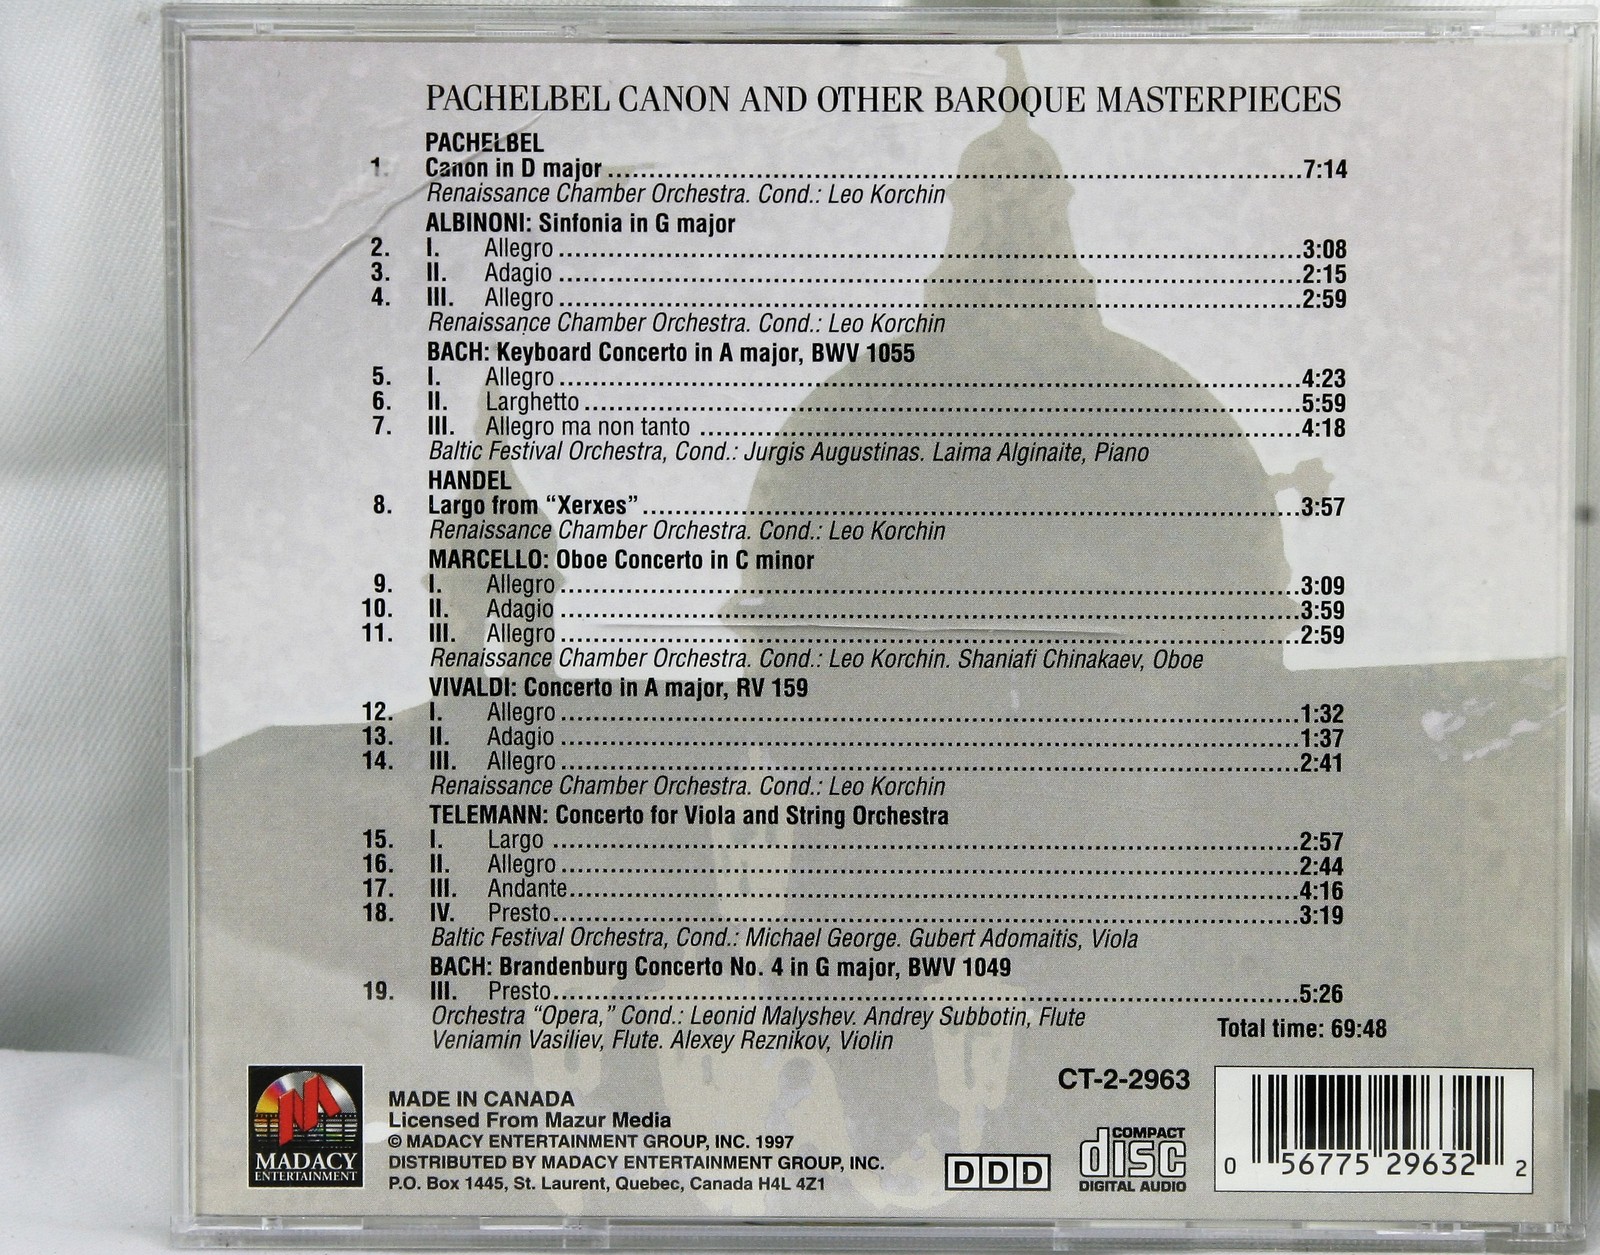 PACHELBEL CANON AND OTHER BAROQUE MASTERPIECES
PACHELBEL
1. Canon in D major 7:14
Renaissance Chamber Orchestra. Cond.: Leo Korchin
ALBINONI: Sinfonia in G major
2. I. Allegro 3:08
3. II. Adagio 2:15
4. III. Allegro 2:59
Renaissance Chamber Orchestra. Cond.: Leo Korchin
BACH: Keyboard Concerto in A major, BWV 1055
5. I. Allegro 4:23
6. II. Larghetto 5:59
7. III. Allegro ma non tanto 4:18
Baltic Festival Orchestra, Cond.: Jurgis Augustinas. Laima Alginaite, Piano
HANDEL
8. Largo from “Xerxes” 3:57
Renaissance Chamber Orchestra. Cond.: Leo Korchin
MARCELLO: Oboe Concerto in C minor
9. I. Allegro 3:09
10. II. Adagio 3:59
11. III. Allegro 2:59
Renaissance Chamber Orchestra. Cond.: Leo Korchin. Shaniafi Chinakaev, Oboe
VIVALDI: Concerto in A major, RV 159
12. I. Allegro 1:32
13. II. Adagio 1:37
14. III. Allegro 2:41
Renaissance Chamber Orchestra. Cond.: Leo Korchin
TELEMANN: Concerto for Viola and String Orchestra
15. I. Largo 2:57
16. II. Allegro 2:44
17. III. Andante 4:16
18. IV. Presto 3:19
Baltic Festival Orchestra, Cond.: Michael George. Gubert Adomaitis, Viola
BACH: Brandenburg Concerto No. 4 in G major, BWV 1049
19. III. Presto 5:26
Orchestra “Opera,” Cond.: Leonid Malyshev. Andrey Subbotin, Flute
Veniamin Vasiliev, Flute. Alexey Reznikov, Violin
Total time: 69:48
MADACY
ENTERTAINMENT
MADE IN CANADA
Licensed From Mazur Media
© MADACY ENTERTAINMENT GROUP, INC. 1997
DISTRIBUTED BY MADACY ENTERTAINMENT GROUP, INC.
P.O. Box 1445, St. Laurent, Quebec, Canada H4L 4Z1
DDD
CT-2-2963
COMPACT
disc
DIGITAL AUDIO
0 56775 29632 2